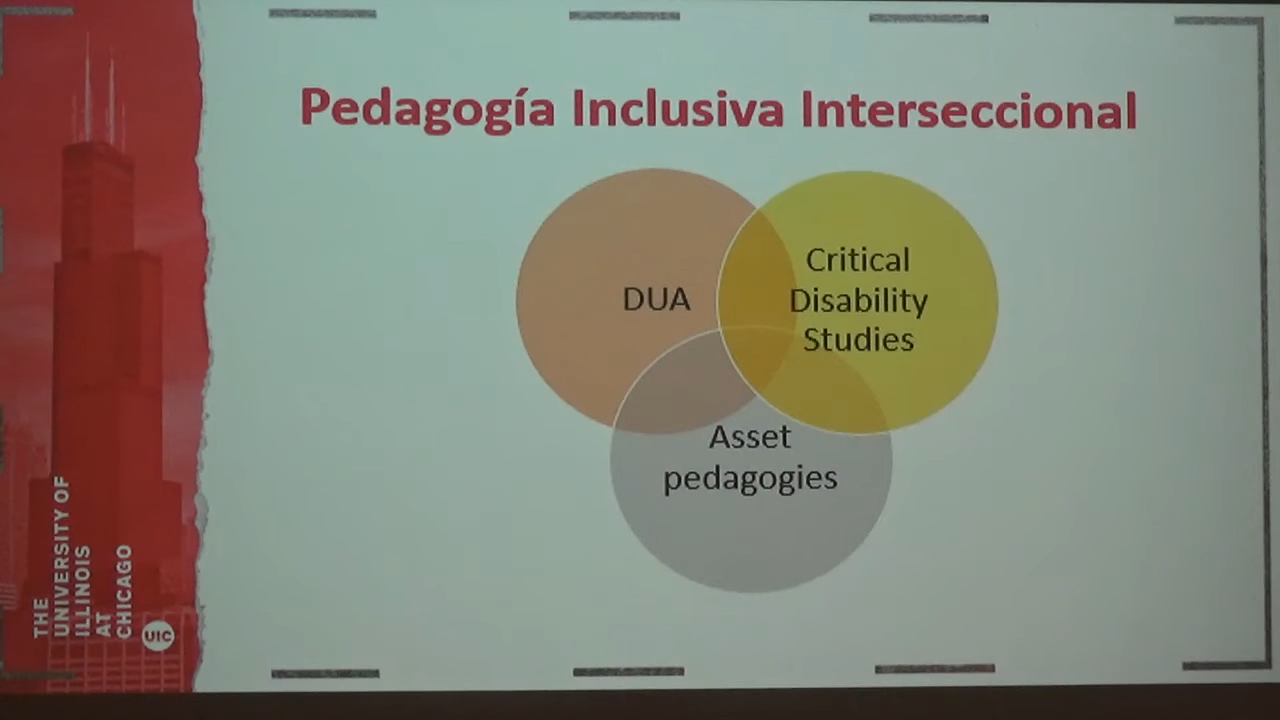 Pedagogía Inclusiva Interseccional
DUA
Critical
Disability
Studies
Asset
pedagogies
THE
UNIVERSITY OF
ILLINOIS
AT
CHICAGO
UIC